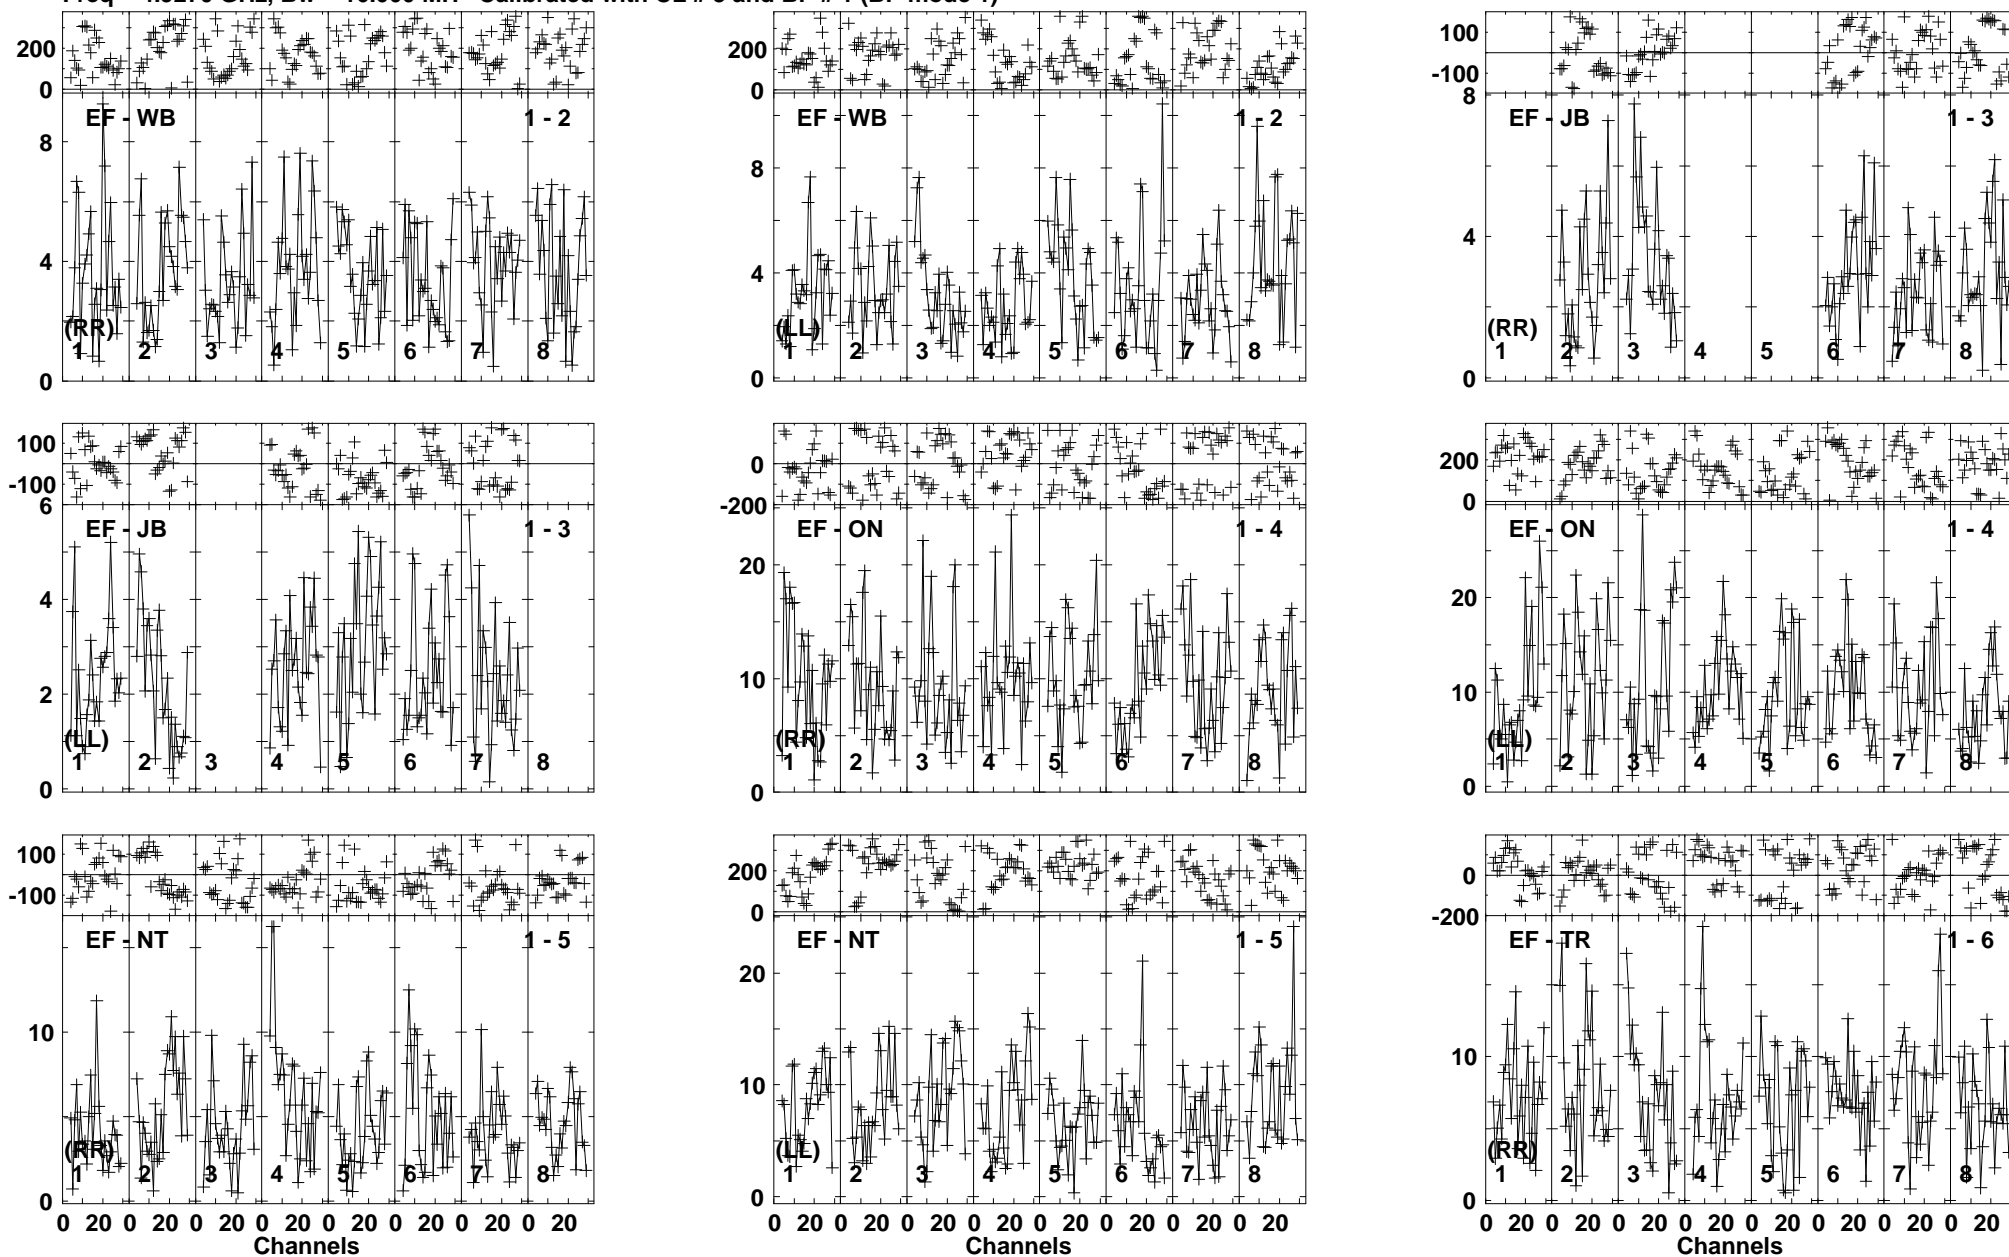 200 0 EF - WB 1 - 2 8 4 0 (RR) 1 2 3 4 5 6 7 8
200 0 EF - WB 1 - 2 8 4 0 (LL) 1 2 3 4 5 6 7 8
100 -100 8 EF - JB 1 - 3 4 0 (RR) 1 2 3 4 5 6 7 8
100 -100 6 EF - JB 1 - 3 4 2 0 (LL) 1 2 3 4 5 6 7 8
0 -200 EF - ON 1 - 4 20 10 0 (RR) 1 2 3 4 5 6 7 8
200 0 EF - ON 1 - 4 20 10 0 (LL) 1 2 3 4 5 6 7 8
100 -100 EF - NT 1 - 5 10 0 (RR) 1 2 3 4 5 6 7 8
200 0 EF - NT 1 - 5 20 10 0 (LL) 1 2 3 4 5 6 7 8
0 -200 EF - TR 1 - 6 10 0 (RR) 1 2 3 4 5 6 7 8
0 20 0 20 0 20 0 20 0 20 0 20 0 20 0 20
Channels
0 20 0 20 0 20 0 20 0 20 0 20 0 20 0 20
Channels
0 20 0 20 0 20 0 20 0 20 0 20 0 20 0 20
Channels